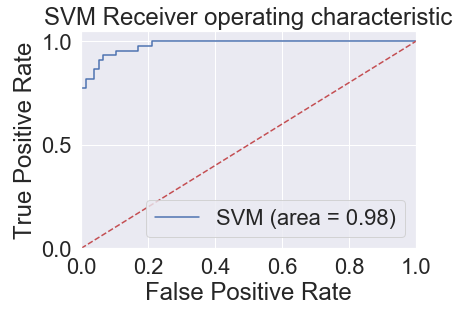 SVM Receiver operating characteristic
True Positive Rate
1.0
0.5
0.0
SVM (area = 0.98)
0.0 0.2 0.4 0.6 0.8 1.0
False Positive Rate